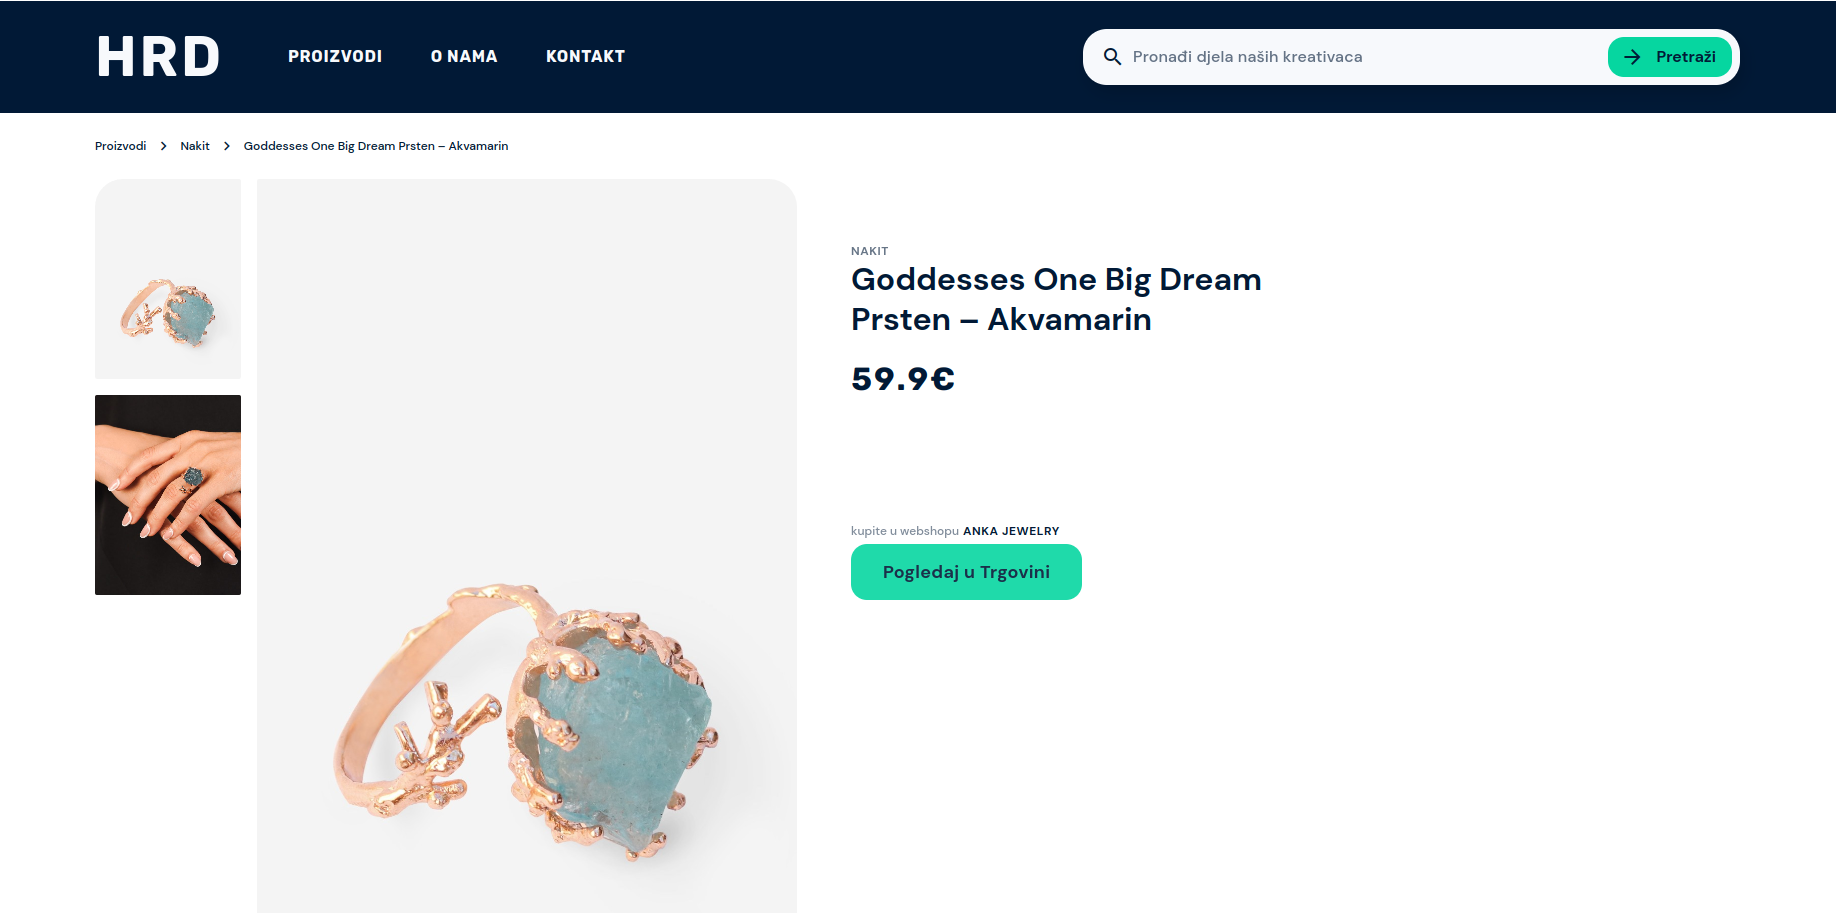 HRD
PROIZVODI
O NAMA
KONTAKT
Pronađi djela naših kreativaca
Pretraži
Proizvodi
Nakit
Goddesses One Big Dream Prsten – Akvamarin
NAKIT
Goddesses One Big Dream
Prsten – Akvamarin
59.9€
kupite u webshopu ANKA JEWELRY
Pogledaj u Trgovini